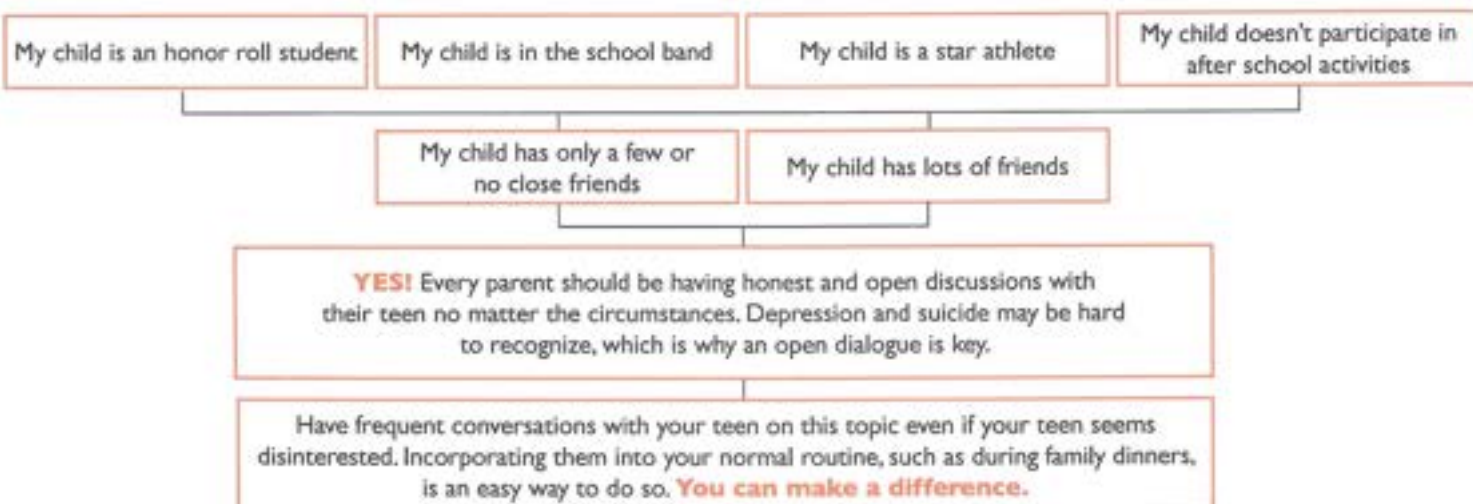 My child is an honor roll student
My child is in the school band
My child is a star athlete
My child doesn't participate in
after school activities
My child has only a few or
no close friends
My child has lots of friends
YES! Every parent should be having honest and open discussions with
their teen no matter the circumstances. Depression and suicide may be hard
to recognize, which is why an open dialogue is key.
Have frequent conversations with your teen on this topic even if your teen seems
disinterested. Incorporating them into your normal routine, such as during family dinners,
is an easy way to do so. You can make a difference.